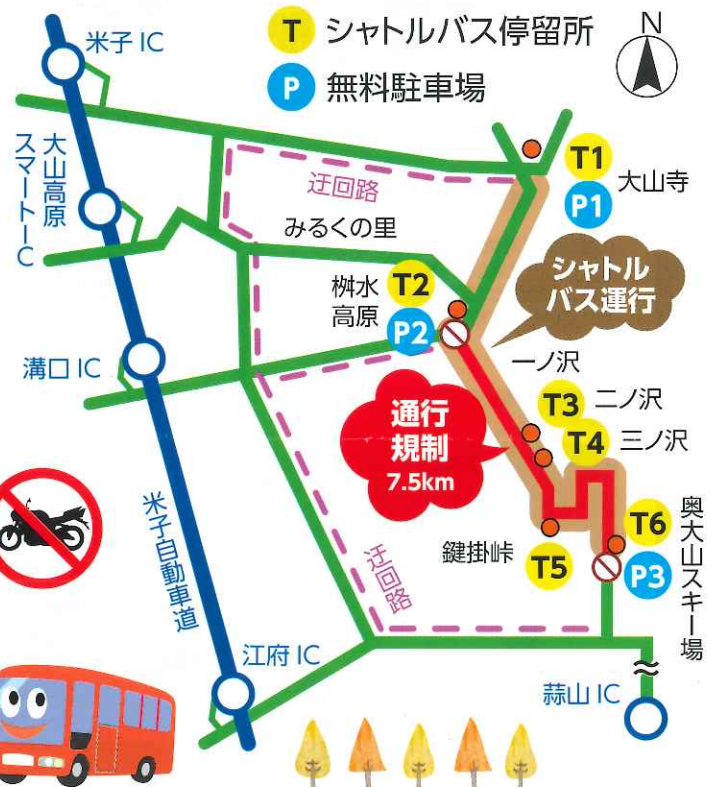 T シャトルバス停留所
P 無料駐車場
N
米子 IC
大山高原
スマートIC
迂回路
みるくの里
T1
P1
大山寺
シャトル
バス運行
桝水
高原
T2
P2
溝口 IC
一ノ沢
T3 二ノ沢
T4 三ノ沢
通行
規制
7.5km
鍵掛峠
T5
T6
P3
奥大山スキー場
米子自動車道
迂回路
江府 IC
蒜山 IC